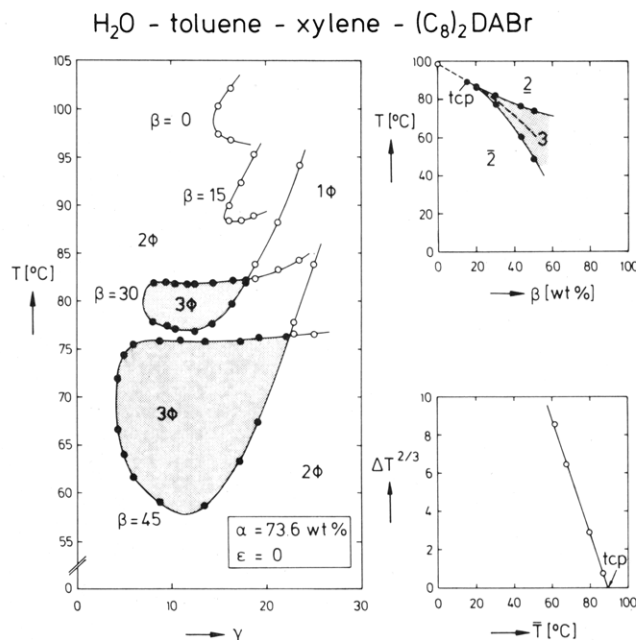 H₂O – toluene – xylene – (C₈)₂DABr
105
100
95
90
85
80
75
70
65
60
55
0
T [°C]
β = 0
β = 15
β = 30
β = 45
1Φ
2Φ
3Φ
3Φ
2Φ
α = 73.6 wt %
ε = 0
0 10 20 30
γ
100
80
60
40
20
0
T [°C]
tcp
2
3
2̄
0 20 40 60 80 100
β [wt %]
10
8
6
4
2
0
ΔT²/³
tcp
0 20 40 60 80 100
T̄ [°C]